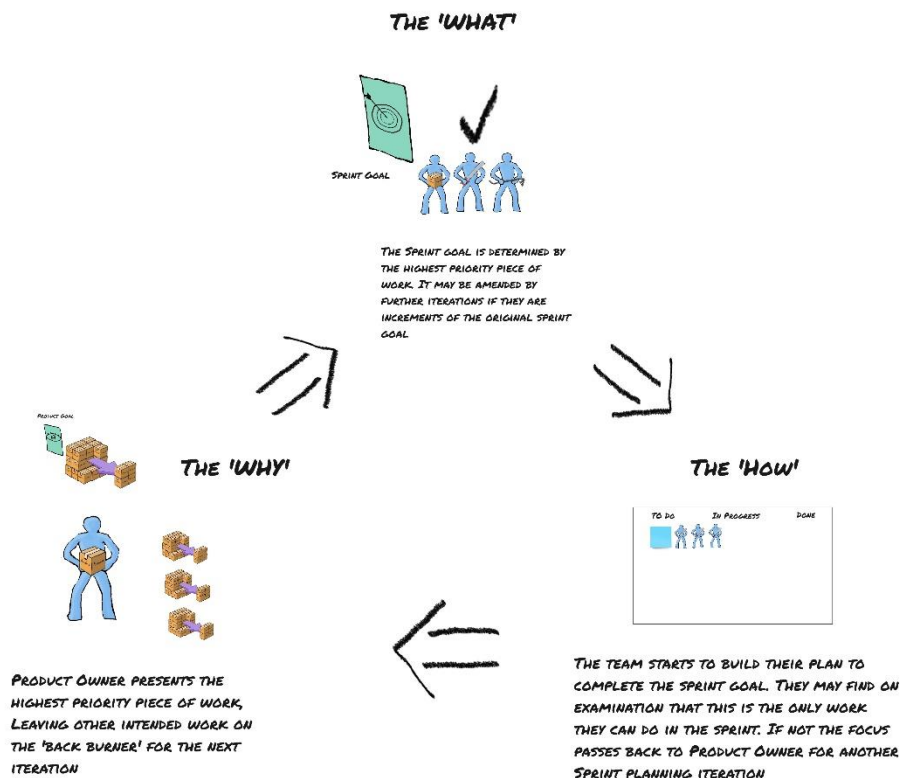 The 'WHAT'
Sprint Goal
The Sprint goal is determined by
the highest priority piece of
work. It may be amended by
further iterations if they are
increments of the original sprint
goal
Product Goal
The 'WHY'
Product Owner presents the
highest priority piece of work,
Leaving other intended work on
the 'back burner' for the next
iteration
The 'How'
To Do In Progress Done
The team starts to build their plan to
complete the sprint goal. They may find on
examination that this is the only work
they can do in the sprint. If not the focus
passes back to Product Owner for another
Sprint planning iteration